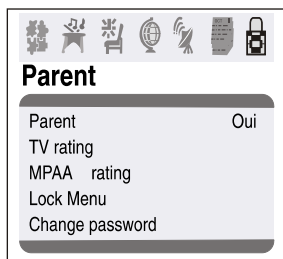 Parent
Parent Oui
TV rating
MPAA rating
Lock Menu
Change password